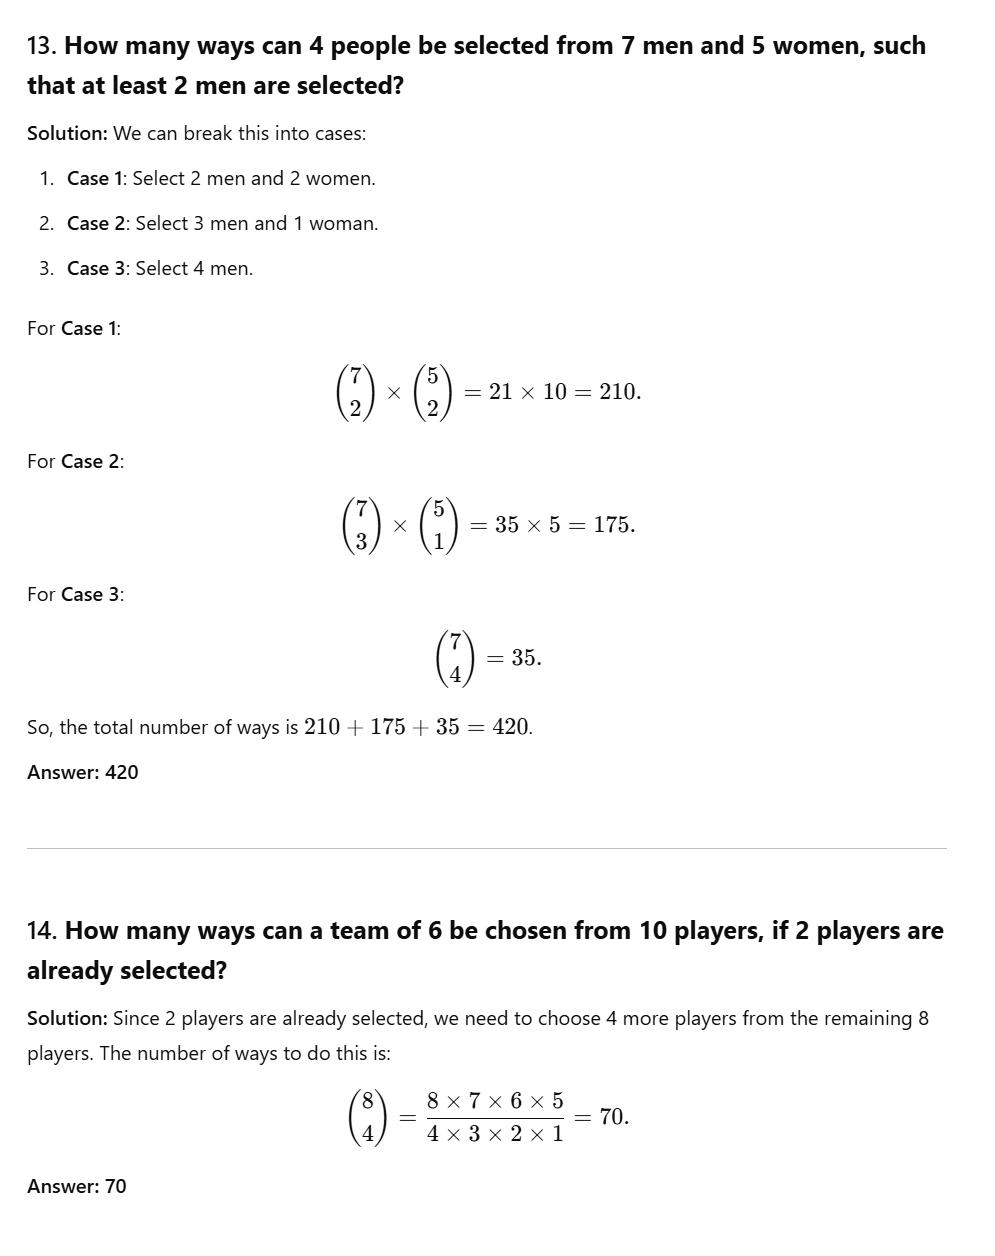 13. How many ways can 4 people be selected from 7 men and 5 women, such
that at least 2 men are selected?
Solution: We can break this into cases:
1. Case 1: Select 2 men and 2 women.
2. Case 2: Select 3 men and 1 woman.
3. Case 3: Select 4 men.
For Case 1:
(7 2) × (5 2) = 21 × 10 = 210.
For Case 2:
(7 3) × (5 1) = 35 × 5 = 175.
For Case 3:
(7 4) = 35.
So, the total number of ways is 210 + 175 + 35 = 420.
Answer: 420
14. How many ways can a team of 6 be chosen from 10 players, if 2 players are
already selected?
Solution: Since 2 players are already selected, we need to choose 4 more players from the remaining 8
players. The number of ways to do this is:
(8 4) = 8 × 7 × 6 × 5 / 4 × 3 × 2 × 1 = 70.
Answer: 70